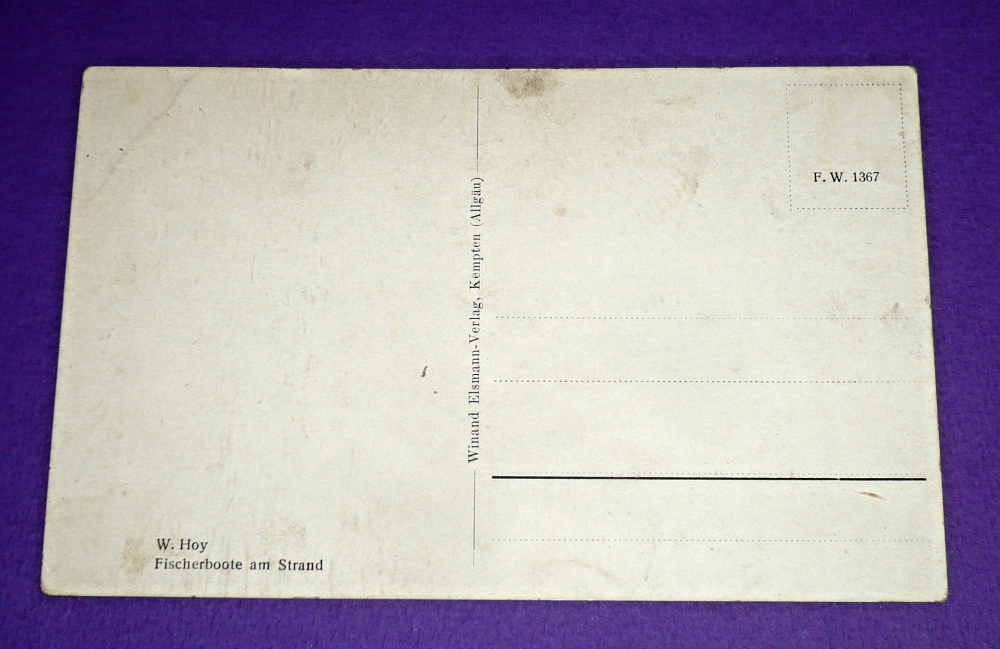 W. Hoy
Fischerboote am Strand
Winand Elsmann-Verlag, Kempten (Allgäu)
F. W. 1367